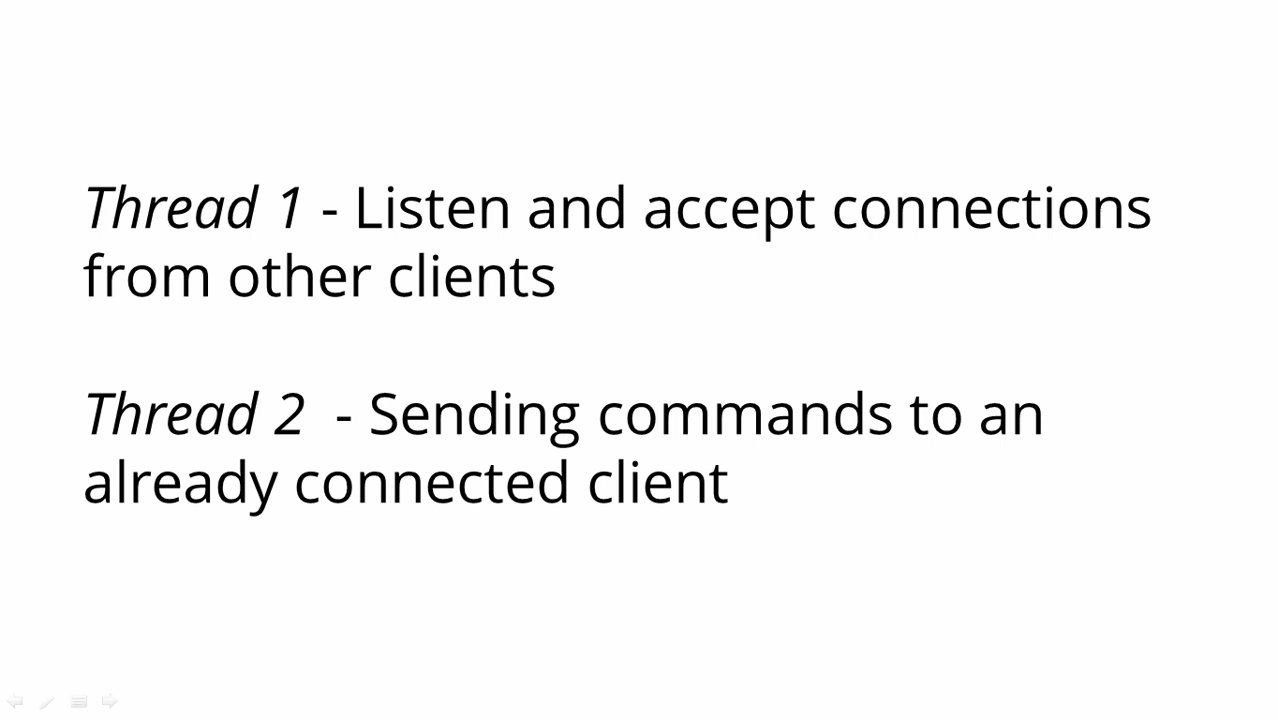 Thread 1 - Listen and accept connections
from other clients
Thread 2  - Sending commands to an
already connected client